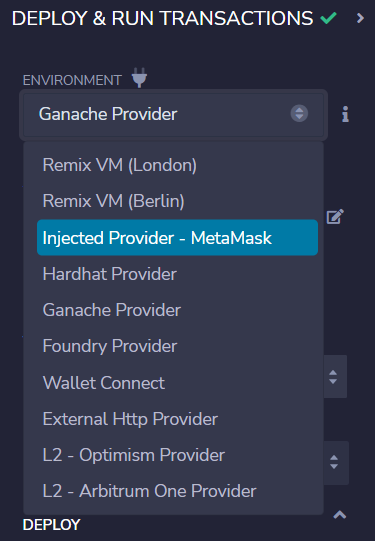 DEPLOY & RUN TRANSACTIONS
ENVIRONMENT
Ganache Provider
Remix VM (London)
Remix VM (Berlin)
Injected Provider - MetaMask
Hardhat Provider
Ganache Provider
Foundry Provider
Wallet Connect
External Http Provider
L2 - Optimism Provider
L2 - Arbitrum One Provider
DEPLOY